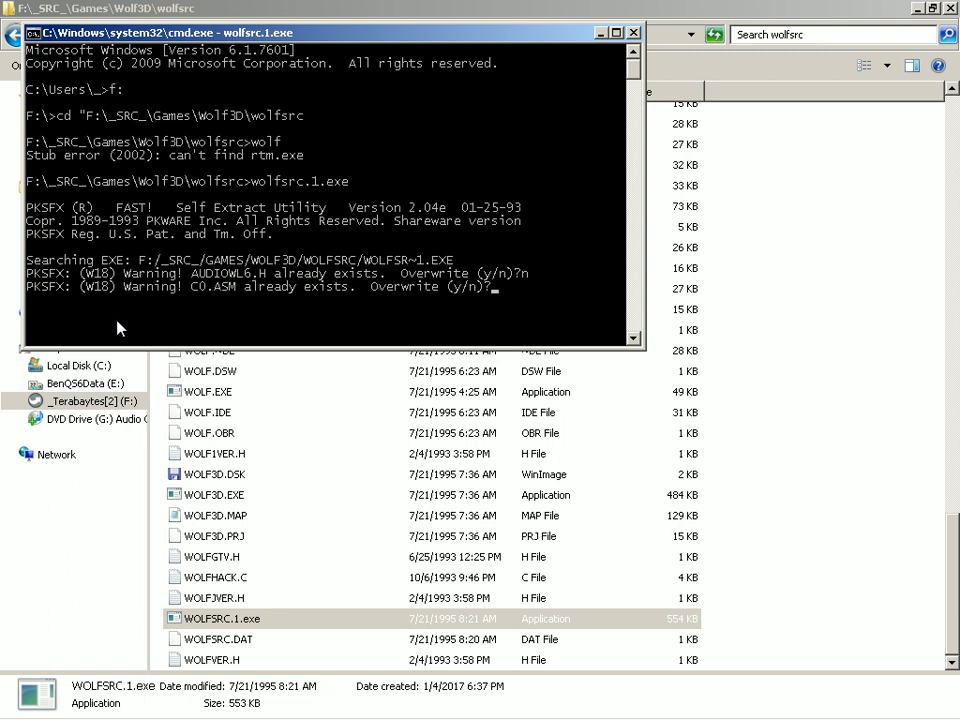 F:\_SRC_\Games\Wolf3D\wolfsrc
C:\Windows\system32\cmd.exe - wolfsrc.1.exe
Search wolfsrc
Microsoft Windows [Version 6.1.7601]
Copyright (c) 2009 Microsoft Corporation.  All rights reserved.
C:\Users\_>f:
F:\>cd "F:\_SRC_\Games\Wolf3D\wolfsrc
F:\_SRC_\Games\Wolf3D\wolfsrc>wolf
Stub error (2002): can't find rtm.exe
F:\_SRC_\Games\Wolf3D\wolfsrc>wolfsrc.1.exe
PKSFX (R)   FAST!   Self Extract Utility   Version 2.04e  01-25-93
Copr. 1989-1993 PKWARE Inc. All Rights Reserved. Shareware version
PKSFX Reg. U.S. Pat. and Tm. Off.
Searching EXE: F:/_SRC_/GAMES/WOLF3D/WOLFSRC/WOLFSR~1.EXE
PKSFX: (W18) Warning! AUDIOWL6.H already exists.  Overwrite (y/n)?n
PKSFX: (W18) Warning! C0.ASM already exists.  Overwrite (y/n)?_
15 KB
28 KB
27 KB
32 KB
33 KB
73 KB
5 KB
26 KB
16 KB
27 KB
15 KB
1 KB
28 KB
Local Disk (C:)
BenQS6Data (E:)
_Terabaytes[2] (F:)
DVD Drive (G:) Audio
Network
WOLF.DSW 7/21/1995 6:23 AM DSW File 1 KB
WOLF.EXE 7/21/1995 4:25 AM Application 49 KB
WOLF.IDE 7/21/1995 6:23 AM IDE File 31 KB
WOLF.OBR 7/21/1995 6:23 AM OBR File 1 KB
WOLF1VER.H 2/4/1993 3:58 PM H File 1 KB
WOLF3D.DSK 7/21/1995 7:36 AM WinImage 2 KB
WOLF3D.EXE 7/21/1995 7:36 AM Application 484 KB
WOLF3D.MAP 7/21/1995 7:36 AM MAP File 129 KB
WOLF3D.PRJ 7/21/1995 7:36 AM PRJ File 15 KB
WOLFGTV.H 6/25/1993 12:25 PM H File 1 KB
WOLFHACK.C 10/6/1993 9:46 PM C File 4 KB
WOLFJVER.H 2/4/1993 3:58 PM H File 1 KB
WOLFSRC.1.exe 7/21/1995 8:21 AM Application 554 KB
WOLFSRC.DAT 7/21/1995 8:20 AM DAT File 1 KB
WOLFVER.H 2/4/1993 3:58 PM H File 1 KB
WOLFSRC.1.exe Date modified: 7/21/1995 8:21 AM Date created: 1/4/2017 6:37 PM
Application Size: 553 KB